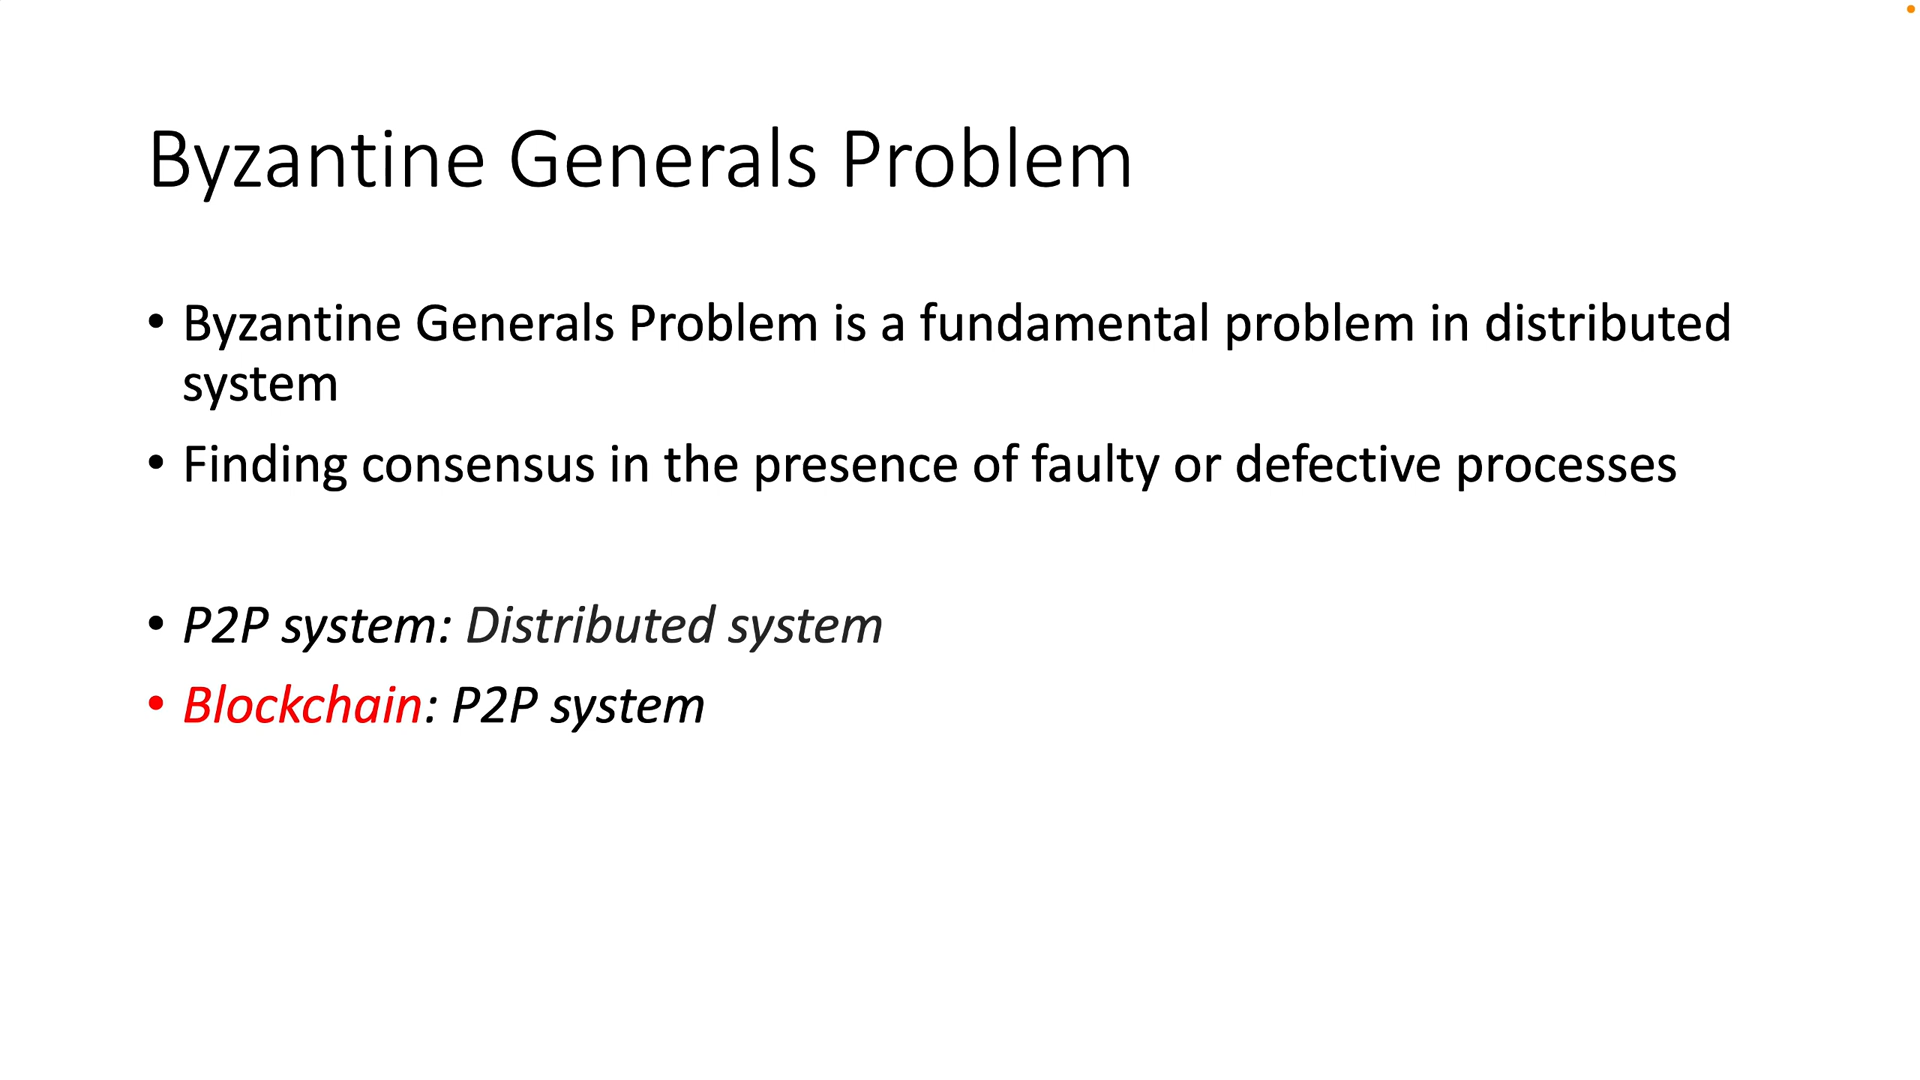 Byzantine Generals Problem
• Byzantine Generals Problem is a fundamental problem in distributed
system
• Finding consensus in the presence of faulty or defective processes
• P2P system: Distributed system
• Blockchain: P2P system